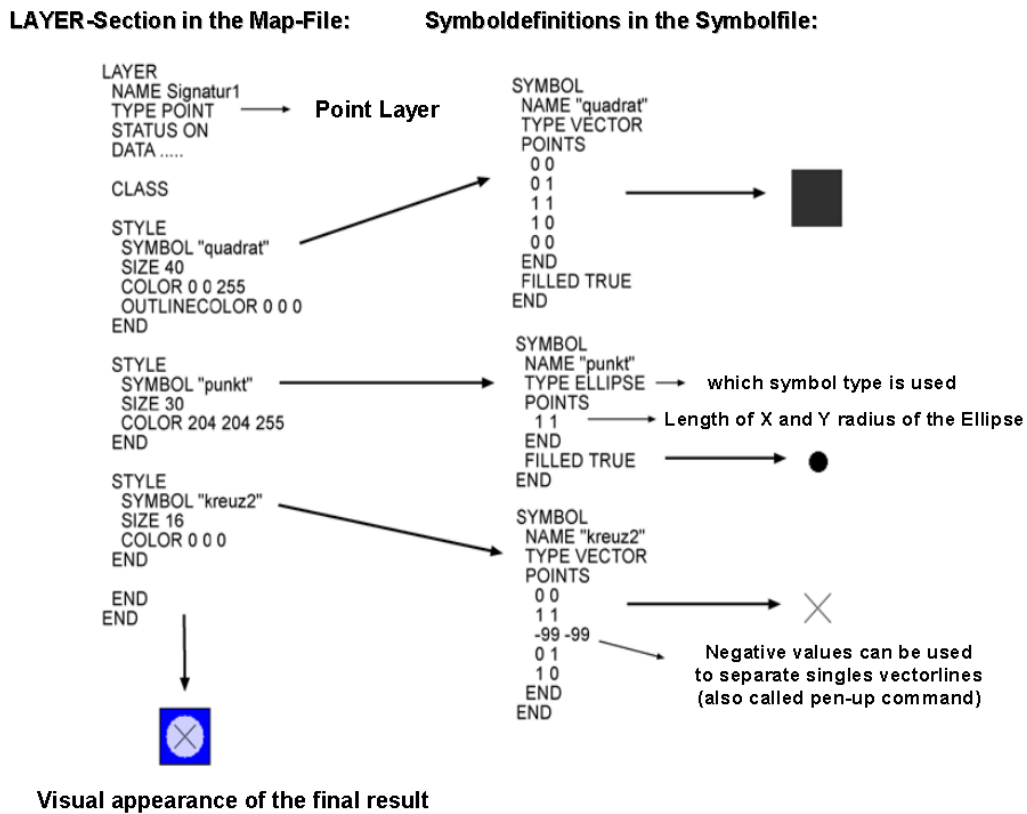 LAYER-Section in the Map-File:
LAYER
NAME Signatur1
TYPE POINT
Point Layer
STATUS ON
DATA .....
CLASS
STYLE
SYMBOL "quadrat"
SIZE 40
COLOR 0 0 255
OUTLINECOLOR 0 0 0
END
STYLE
SYMBOL "punkt"
SIZE 30
COLOR 204 204 255
END
STYLE
SYMBOL "kreuz2"
SIZE 16
COLOR 0 0 0
END
END
END
Visual appearance of the final result
Symboldefinitions in the Symbolfile:
SYMBOL
NAME "quadrat"
TYPE VECTOR
POINTS
0 0
0 1
1 1
1 0
0 0
END
FILLED TRUE
END
SYMBOL
NAME "punkt"
TYPE ELLIPSE
which symbol type is used
POINTS
1 1
Length of X and Y radius of the Ellipse
END
FILLED TRUE
END
SYMBOL
NAME "kreuz2"
TYPE VECTOR
POINTS
0 0
1 1
-99 -99
0 1
1 0
END
END
Negative values can be used
to separate singles vectorlines
(also called pen-up command)